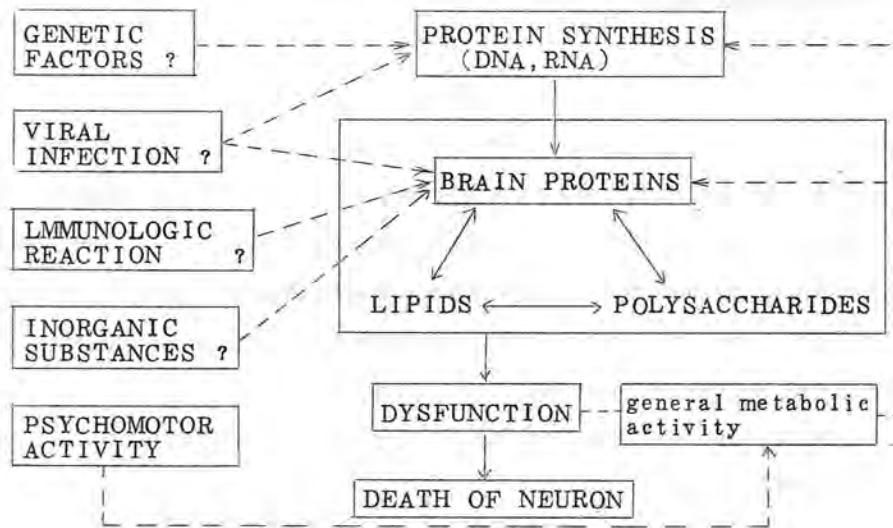 GENETIC
FACTORS ?
PROTEIN SYNTHESIS
(DNA, RNA)
VIRAL
INFECTION ?
BRAIN PROTEINS
LMMUNOLOGIC
REACTION ?
LIPIDS
POLYSACCHARIDES
INORGANIC
SUBSTANCES ?
DYSFUNCTION
general metabolic
activity
PSYCHOMOTOR
ACTIVITY
DEATH OF NEURON